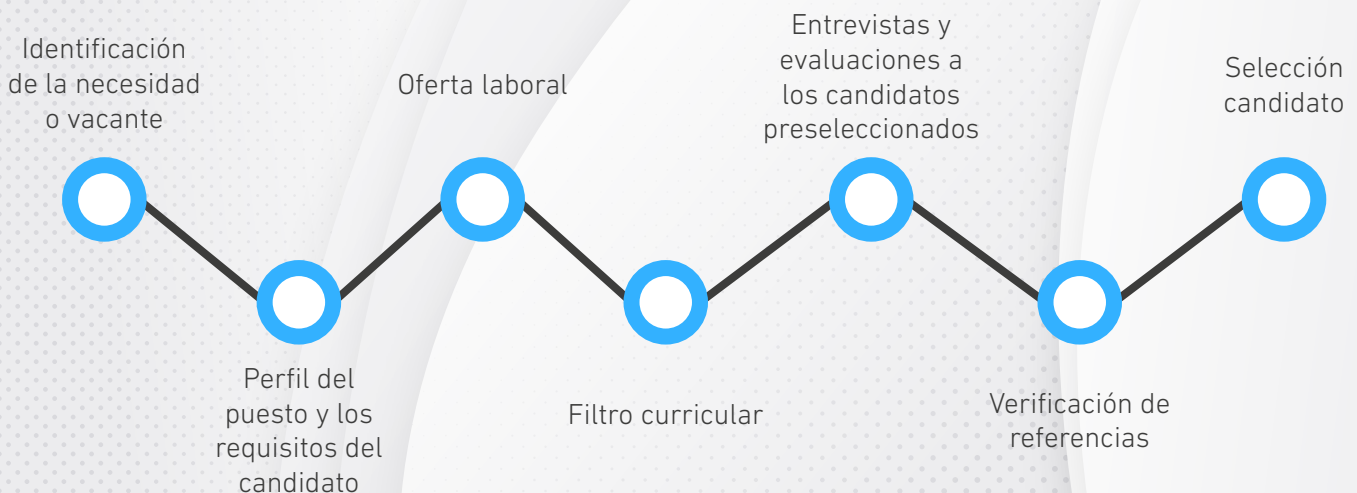 Identificación
de la necesidad
o vacante
Perfil del
puesto y los
requisitos del
candidato
Oferta laboral
Filtro curricular
Entrevistas y
evaluaciones a
los candidatos
preseleccionados
Verificación de
referencias
Selección
candidato